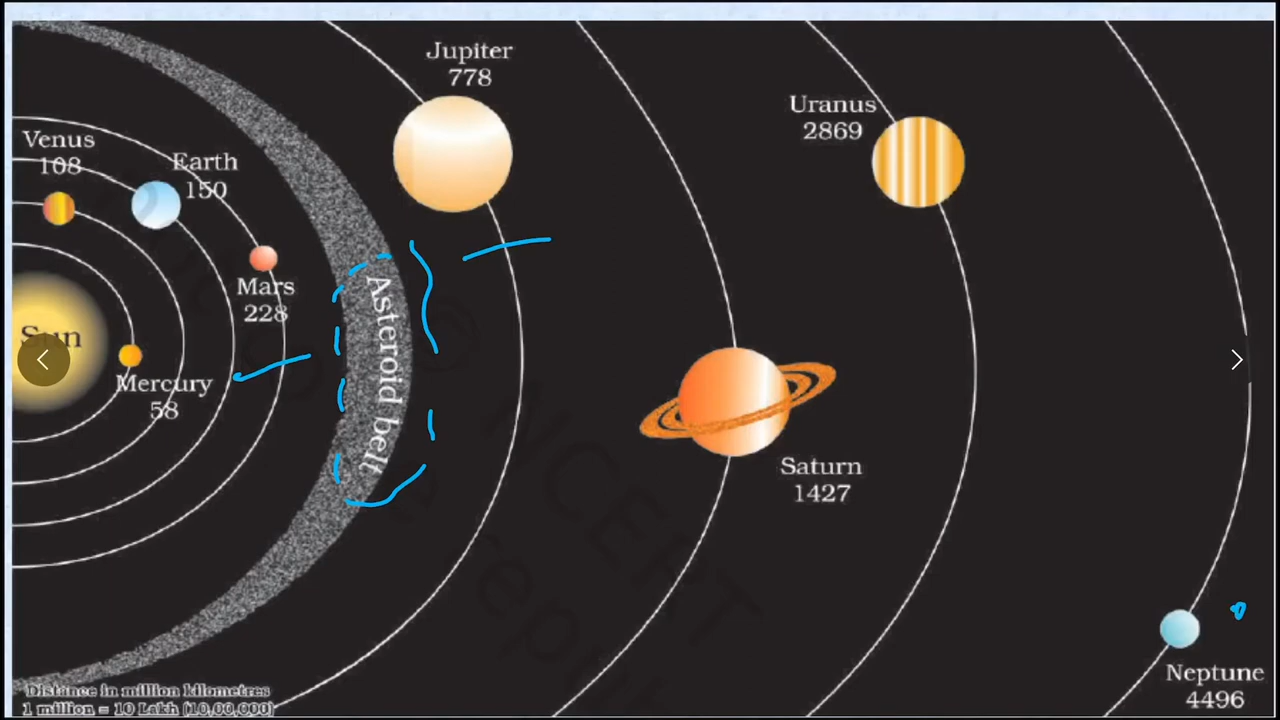 Jupiter
778
Uranus
2869
Venus
108
Earth
150
Mars
228
Sun
Asteroid belt
Mercury
58
Saturn
1427
Neptune
4496
Distance in million kilometres
1 million = 10 Lakh (10,00,000)